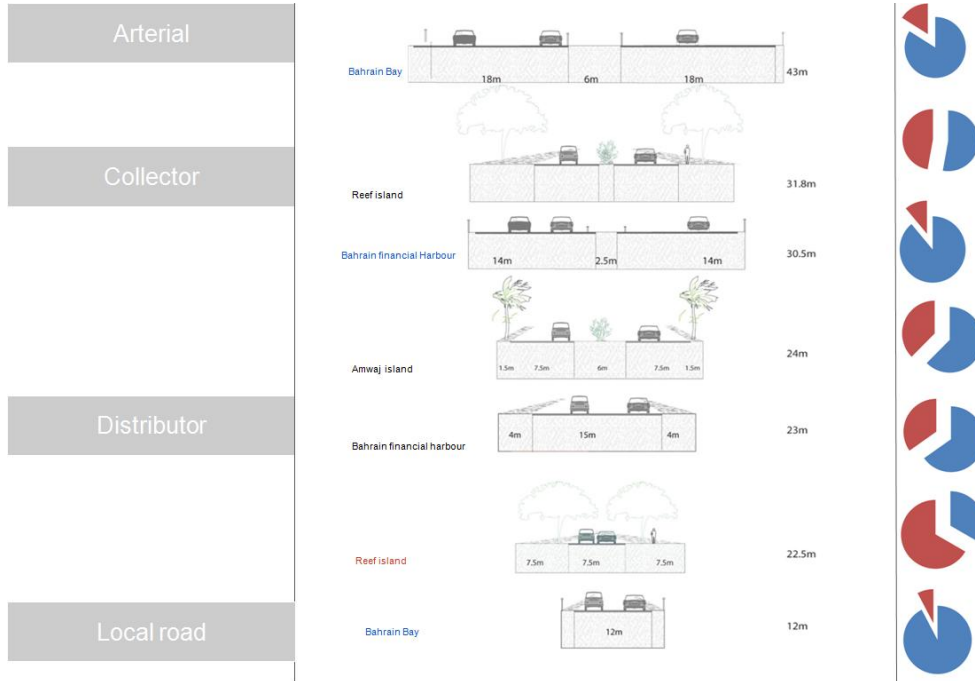 Arterial
Bahrain Bay
18m 6m 18m
43m
Collector
Reef island
31.8m
Bahrain financial Harbour
14m 2.5m 14m
30.5m
Amwaj island
1.5m 7.5m 6m 7.5m 1.5m
24m
Distributor
Bahrain financial harbour
4m 15m 4m
23m
Reef island
7.5m 7.5m 7.5m
22.5m
Local road
Bahrain Bay
12m
12m